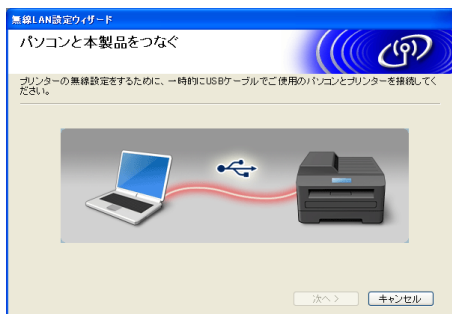 無線LAN設定ウィザード
パソコンと本製品をつなぐ
プリンターの無線設定をするために、一時的にUSBケーブルでご使用のパソコンとプリンターを接続してく
ださい。
次へ >
キャンセル